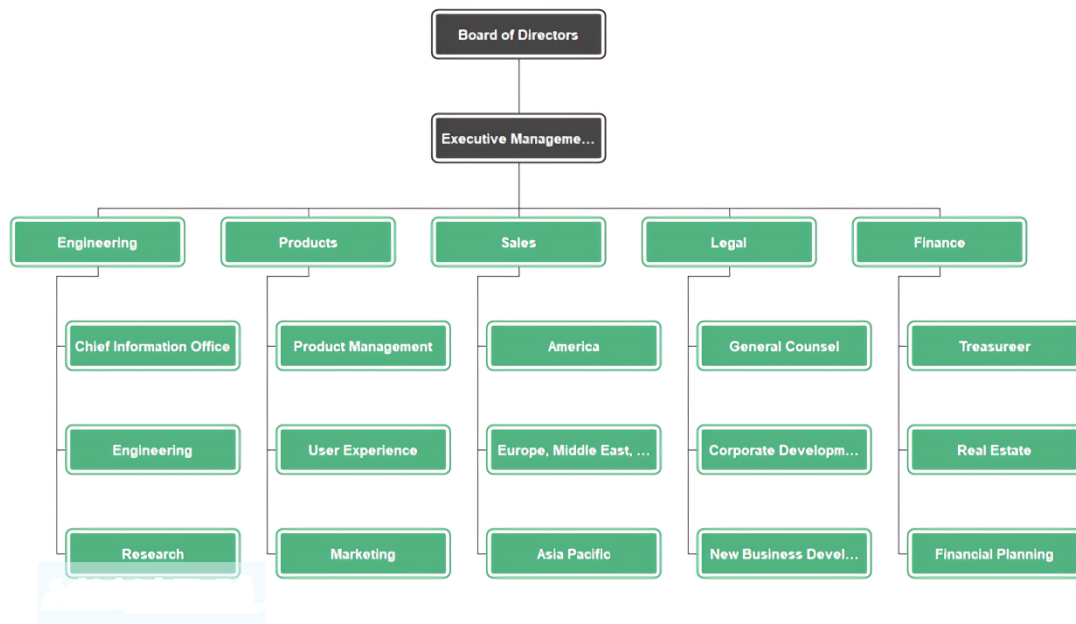 Board of Directors
Executive Manageme...
Engineering
Products
Sales
Legal
Finance
Chief Information Office
Product Management
America
General Counsel
Treasureer
Engineering
User Experience
Europe, Middle East, ...
Corporate Developm...
Real Estate
Research
Marketing
Asia Pacific
New Business Devel...
Financial Planning